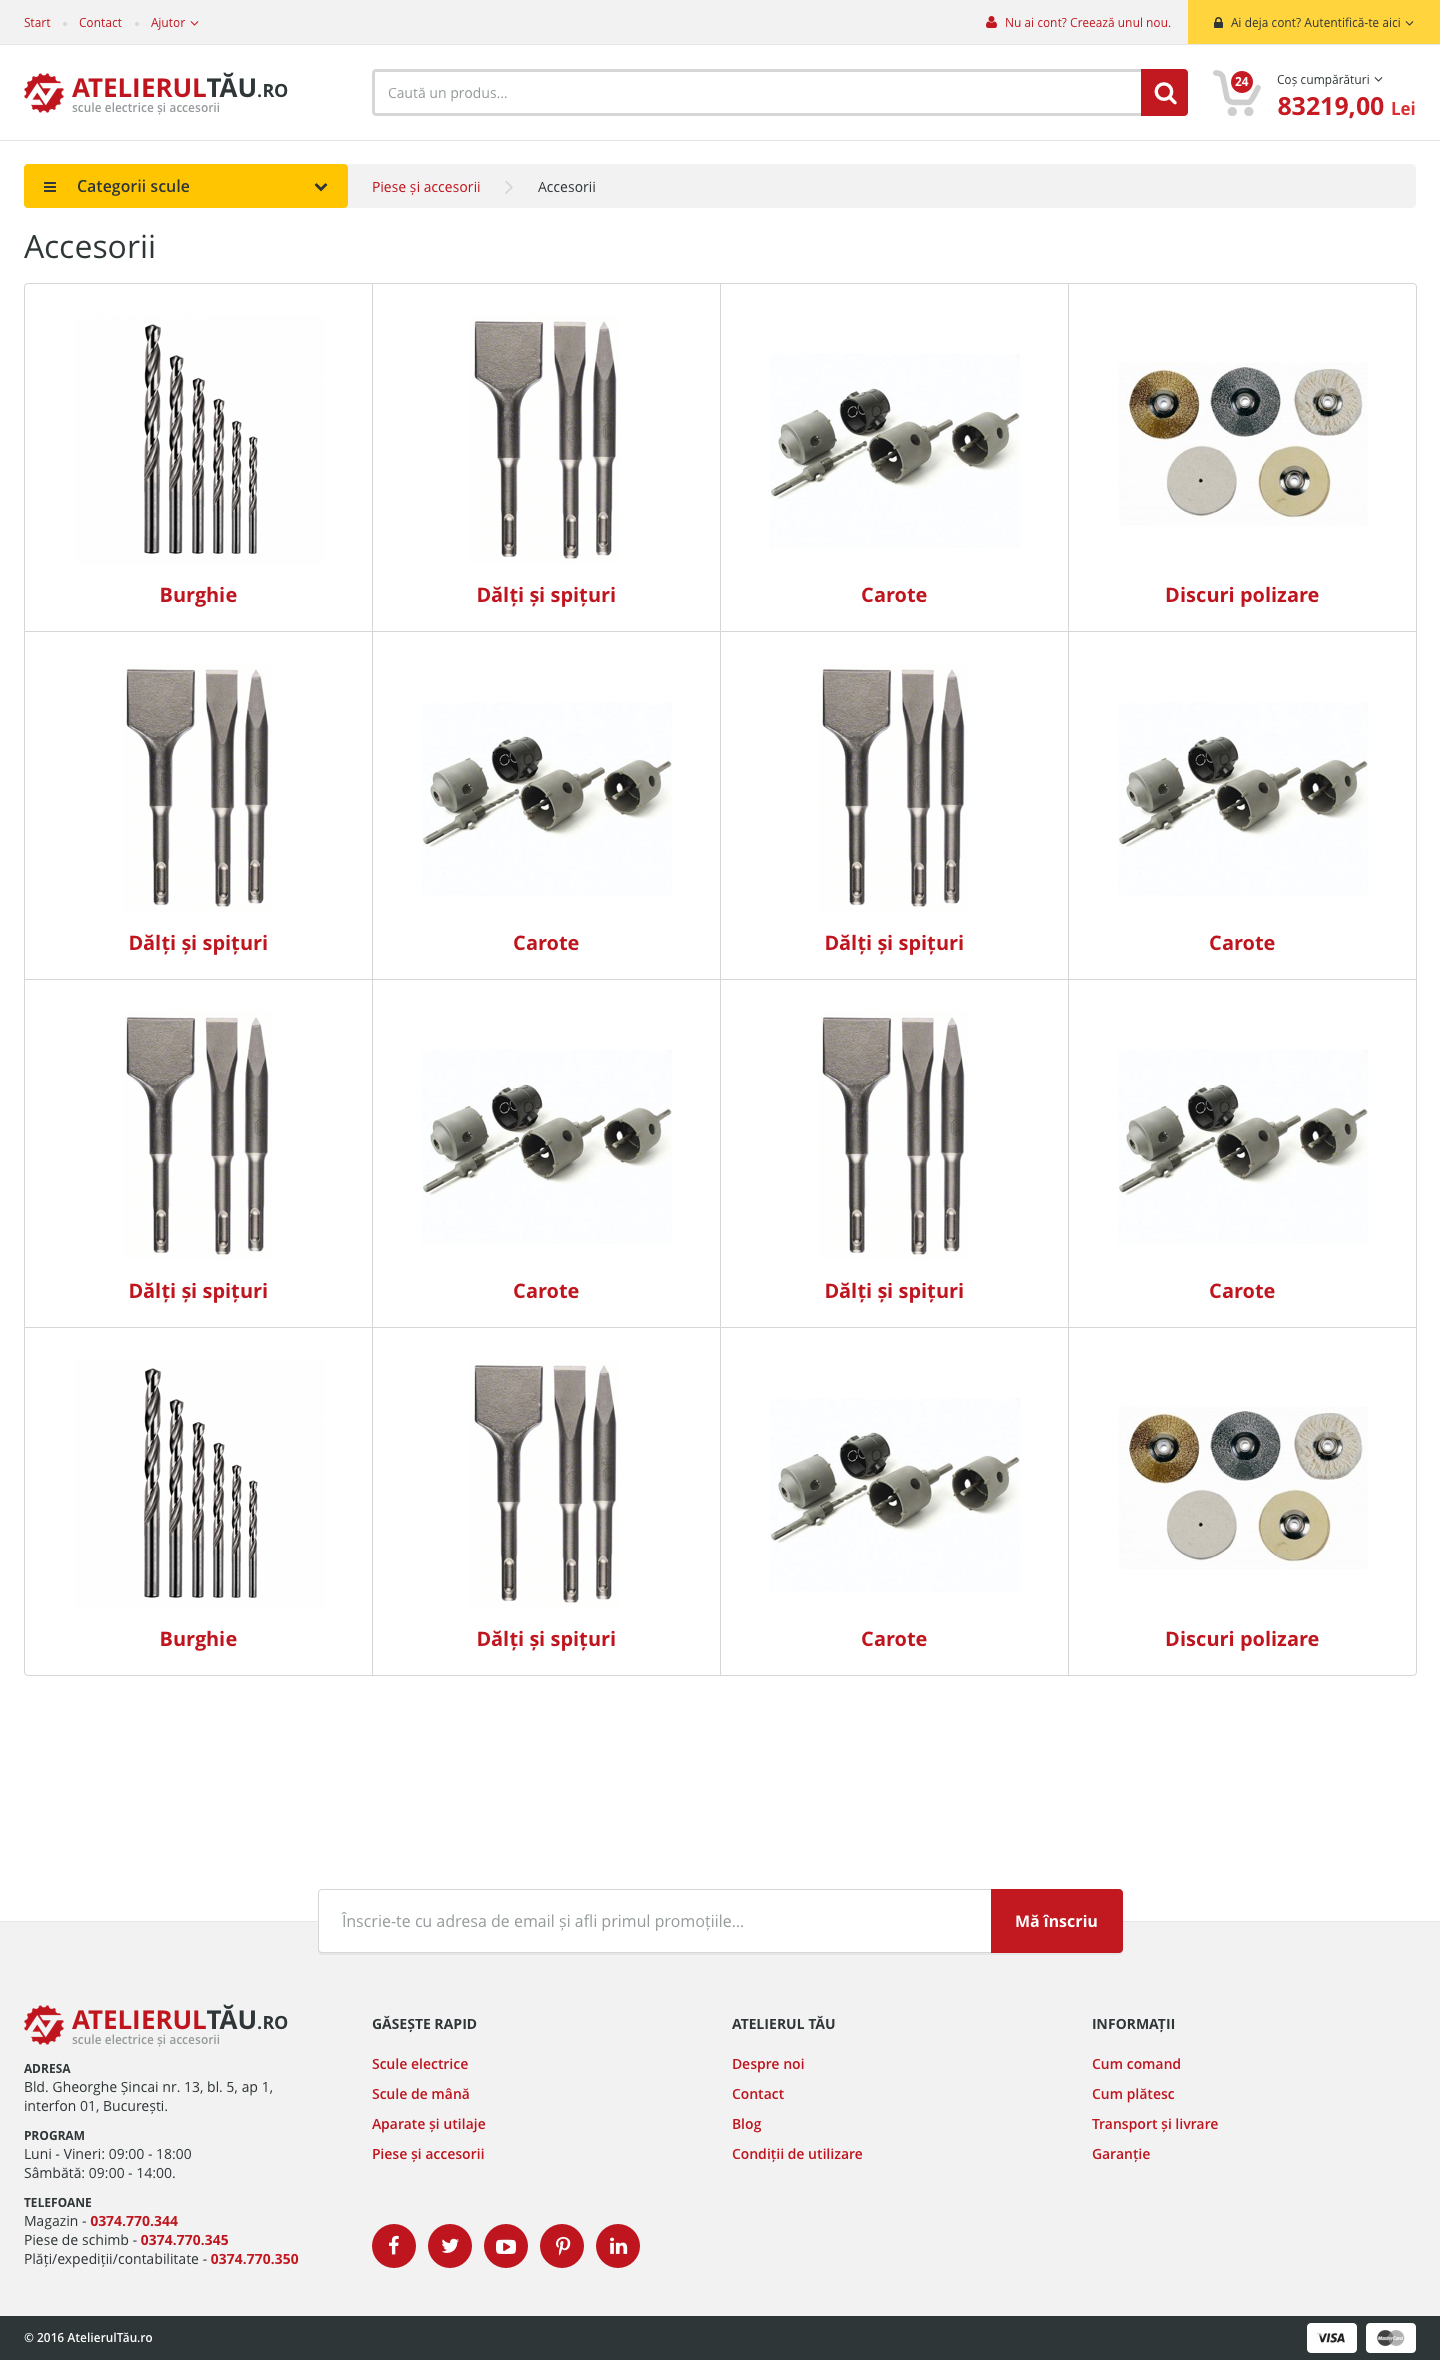 Start
Contact
Ajutor
Nu ai cont? Creează unul nou.
Ai deja cont? Autentifică-te aici
ATELIERULTĂU.RO
scule electrice și accesorii
Caută un produs...
24
Coș cumpărături
83219,00 Lei
Categorii scule
Piese și accesorii
Accesorii
Accesorii
Burghie
Dălți și spițuri
Carote
Discuri polizare
Dălți și spițuri
Carote
Dălți și spițuri
Carote
Dălți și spițuri
Carote
Dălți și spițuri
Carote
Burghie
Dălți și spițuri
Carote
Discuri polizare
Înscrie-te cu adresa de email și afli primul promoțiile...
Mă înscriu
ATELIERULTĂU.RO
scule electrice și accesorii
ADRESA
Bld. Gheorghe Șincai nr. 13, bl. 5, ap 1,
interfon 01, București.
PROGRAM
Luni - Vineri: 09:00 - 18:00
Sâmbătă: 09:00 - 14:00.
TELEFOANE
Magazin - 0374.770.344
Piese de schimb - 0374.770.345
Plăți/expediții/contabilitate - 0374.770.350
GĂSEȘTE RAPID
Scule electrice
Scule de mână
Aparate și utilaje
Piese și accesorii
ATELIERUL TĂU
Despre noi
Contact
Blog
Condiții de utilizare
INFORMAȚII
Cum comand
Cum plătesc
Transport și livrare
Garanție
© 2016 AtelierulTău.ro
VISA
MasterCard